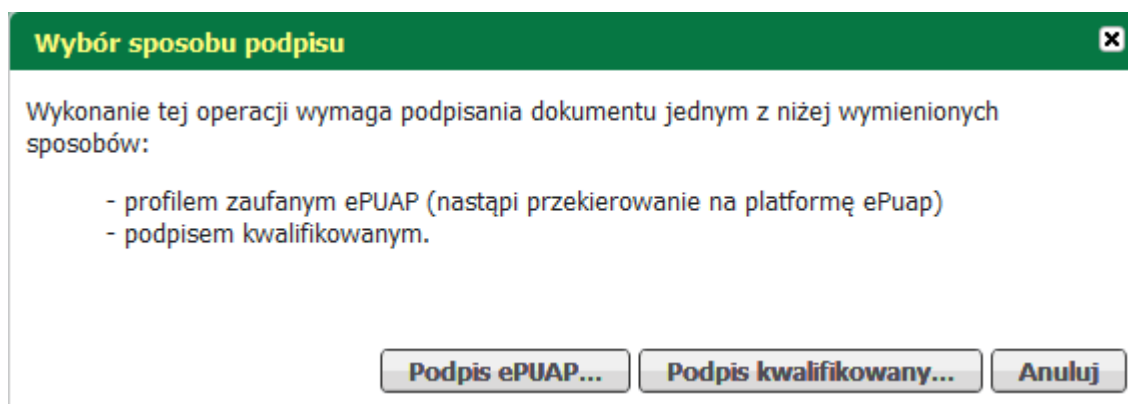 Wybór sposobu podpisu
Wykonanie tej operacji wymaga podpisania dokumentu jednym z niżej wymienionych
sposobów:
- profilem zaufanym ePUAP (nastąpi przekierowanie na platformę ePuap)
- podpisem kwalifikowanym.
Podpis ePUAP... Podpis kwalifikowany... Anuluj